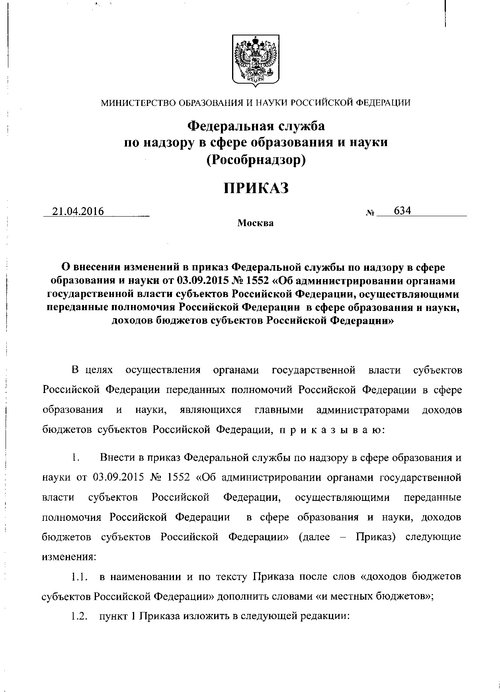 МИНИСТЕРСТВО ОБРАЗОВАНИЯ И НАУКИ РОССИЙСКОЙ ФЕДЕРАЦИИ
Федеральная служба
по надзору в сфере образования и науки
(Рособрнадзор)
ПРИКАЗ
21.04.2016 № 634
Москва
О внесении изменений в приказ Федеральной службы по надзору в сфере
образования и науки от 03.09.2015 № 1552 «Об администрировании органами
государственной власти субъектов Российской Федерации, осуществляющими
переданные полномочия Российской Федерации в сфере образования и науки,
доходов бюджетов субъектов Российской Федерации»
В целях осуществления органами государственной власти субъектов
Российской Федерации переданных полномочий Российской Федерации в сфере
образования и науки, являющихся главными администраторами доходов
бюджетов субъектов Российской Федерации, п р и к а з ы в а ю:
1. Внести в приказ Федеральной службы по надзору в сфере образования и
науки от 03.09.2015 № 1552 «Об администрировании органами государственной
власти субъектов Российской Федерации, осуществляющими переданные
полномочия Российской Федерации в сфере образования и науки, доходов
бюджетов субъектов Российской Федерации» (далее – Приказ) следующие
изменения:
1.1. в наименовании и по тексту Приказа после слов «доходов бюджетов
субъектов Российской Федерации» дополнить словами «и местных бюджетов»;
1.2. пункт 1 Приказа изложить в следующей редакции: